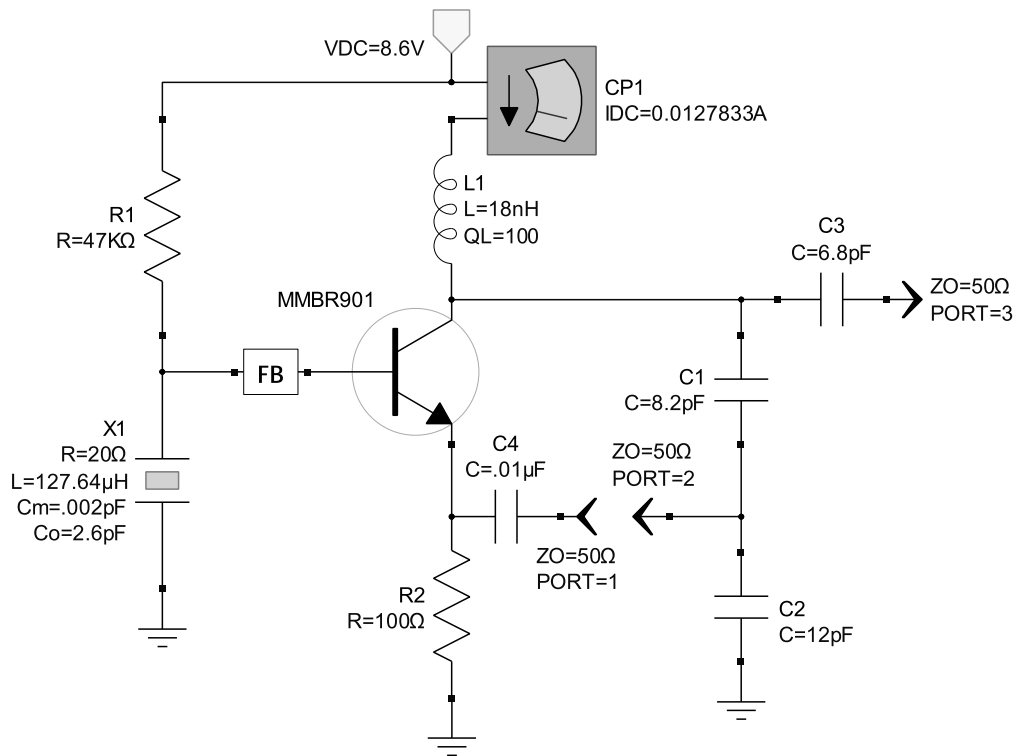 VDC=8.6V
CP1
IDC=0.0127833A
L1
L=18nH
QL=100
R1
R=47KΩ
C3
C=6.8pF
ZO=50Ω
PORT=3
MMBR901
FB
C1
C=8.2pF
X1
R=20Ω
L=127.64µH
Cm=.002pF
Co=2.6pF
C4
C=.01µF
ZO=50Ω
PORT=2
ZO=50Ω
PORT=1
R2
R=100Ω
C2
C=12pF